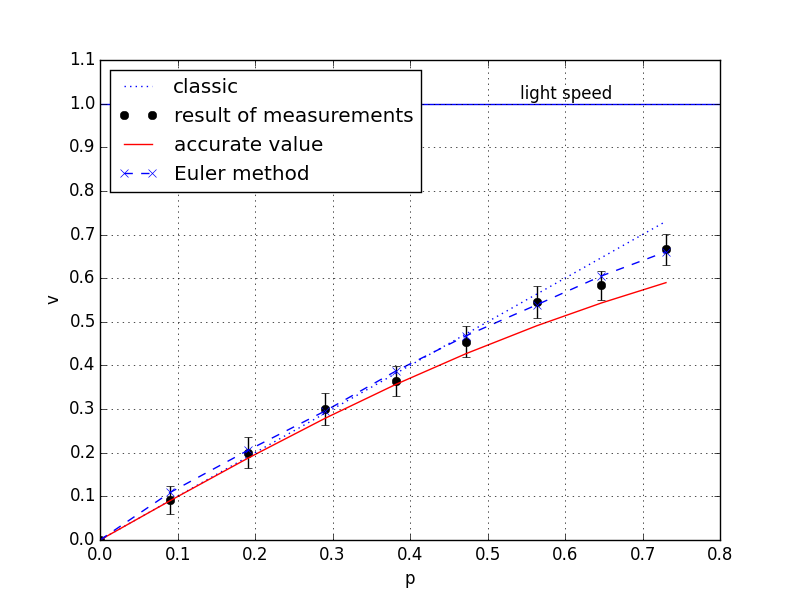 1.1
1.0
0.9
0.8
0.7
0.6
0.5
0.4
0.3
0.2
0.1
0.0
v
classic
result of measurements
accurate value
Euler method
light speed
0.0 0.1 0.2 0.3 0.4 0.5 0.6 0.7 0.8
p